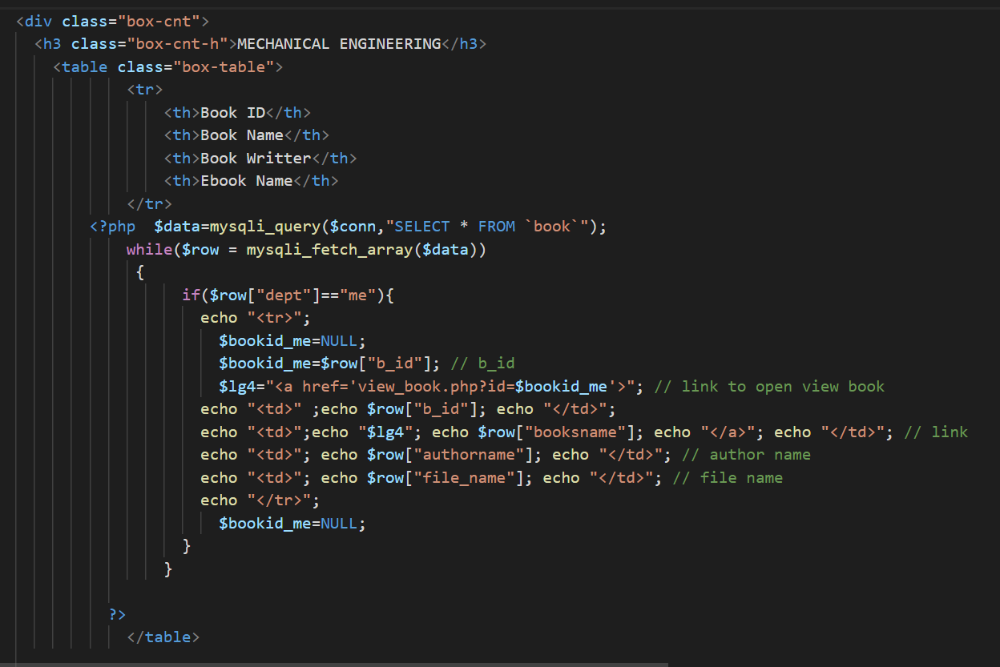 <div class="box-cnt">
<h3 class="box-cnt-h">MECHANICAL ENGINEERING</h3>
<table class="box-table">
<tr>
<th>Book ID</th>
<th>Book Name</th>
<th>Book Writter</th>
<th>Ebook Name</th>
</tr>
<?php  $data=mysqli_query($conn,"SELECT * FROM `book`");
while($row = mysqli_fetch_array($data))
{
if($row["dept"]=="me"){
echo "<tr>";
$bookid_me=NULL;
$bookid_me=$row["b_id"]; // b_id
$lg4="<a href='view_book.php?id=$bookid_me'>"; // link to open view book
echo "<td>" ;echo $row["b_id"]; echo "</td>";
echo "<td>";echo "$lg4"; echo $row["booksname"]; echo "</a>"; echo "</td>"; // link
echo "<td>"; echo $row["authorname"]; echo "</td>"; // author name
echo "<td>"; echo $row["file_name"]; echo "</td>"; // file name
echo "</tr>";
$bookid_me=NULL;
}
}
?>
</table>